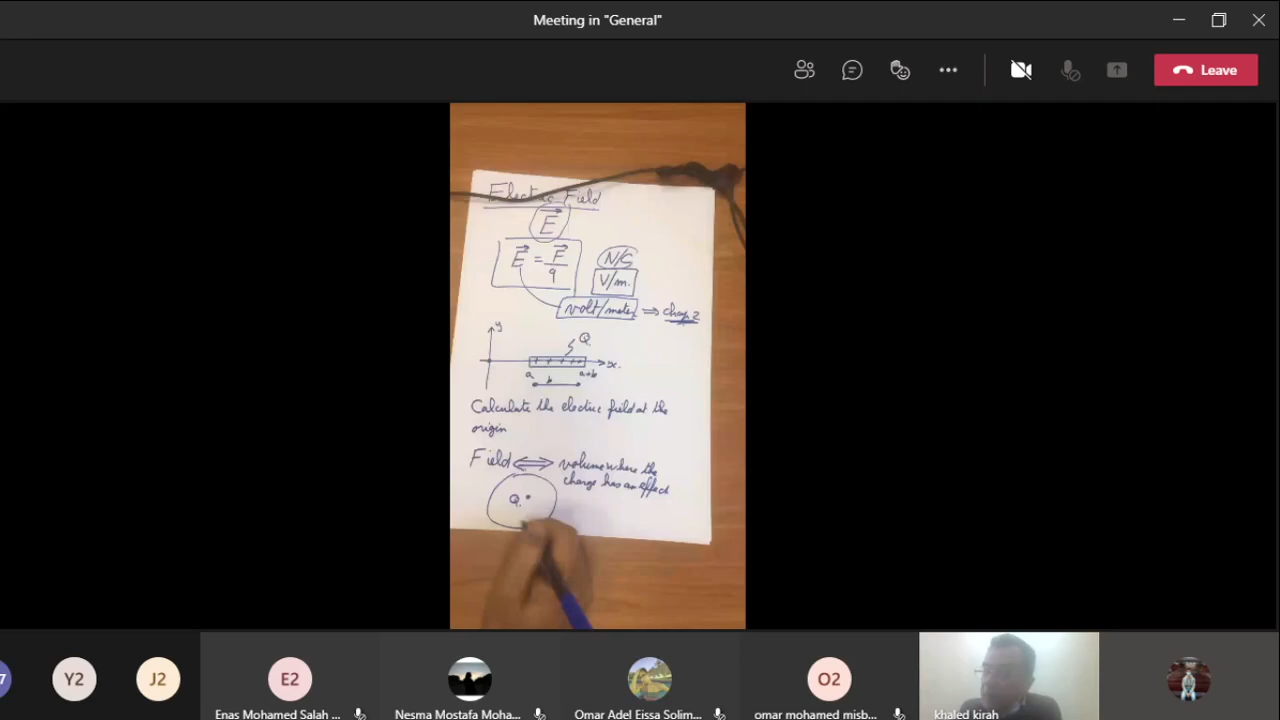 Meeting in "General"
Leave
Electric Field
E
E = F
q
N/C
V/m.
volt/meter ⇒ chap 2
y
Q
x.
a
b
a+b
Calculate the electric field at the
origin
Field ⇔ volume where the
charge has an effect
Q.
7
Y2
J2
E2
O2
Enas Mohamed Salah ...
Nesma Mostafa Moha...
Omar Adel Eissa Solim...
omar mohamed misb...
khaled kirah